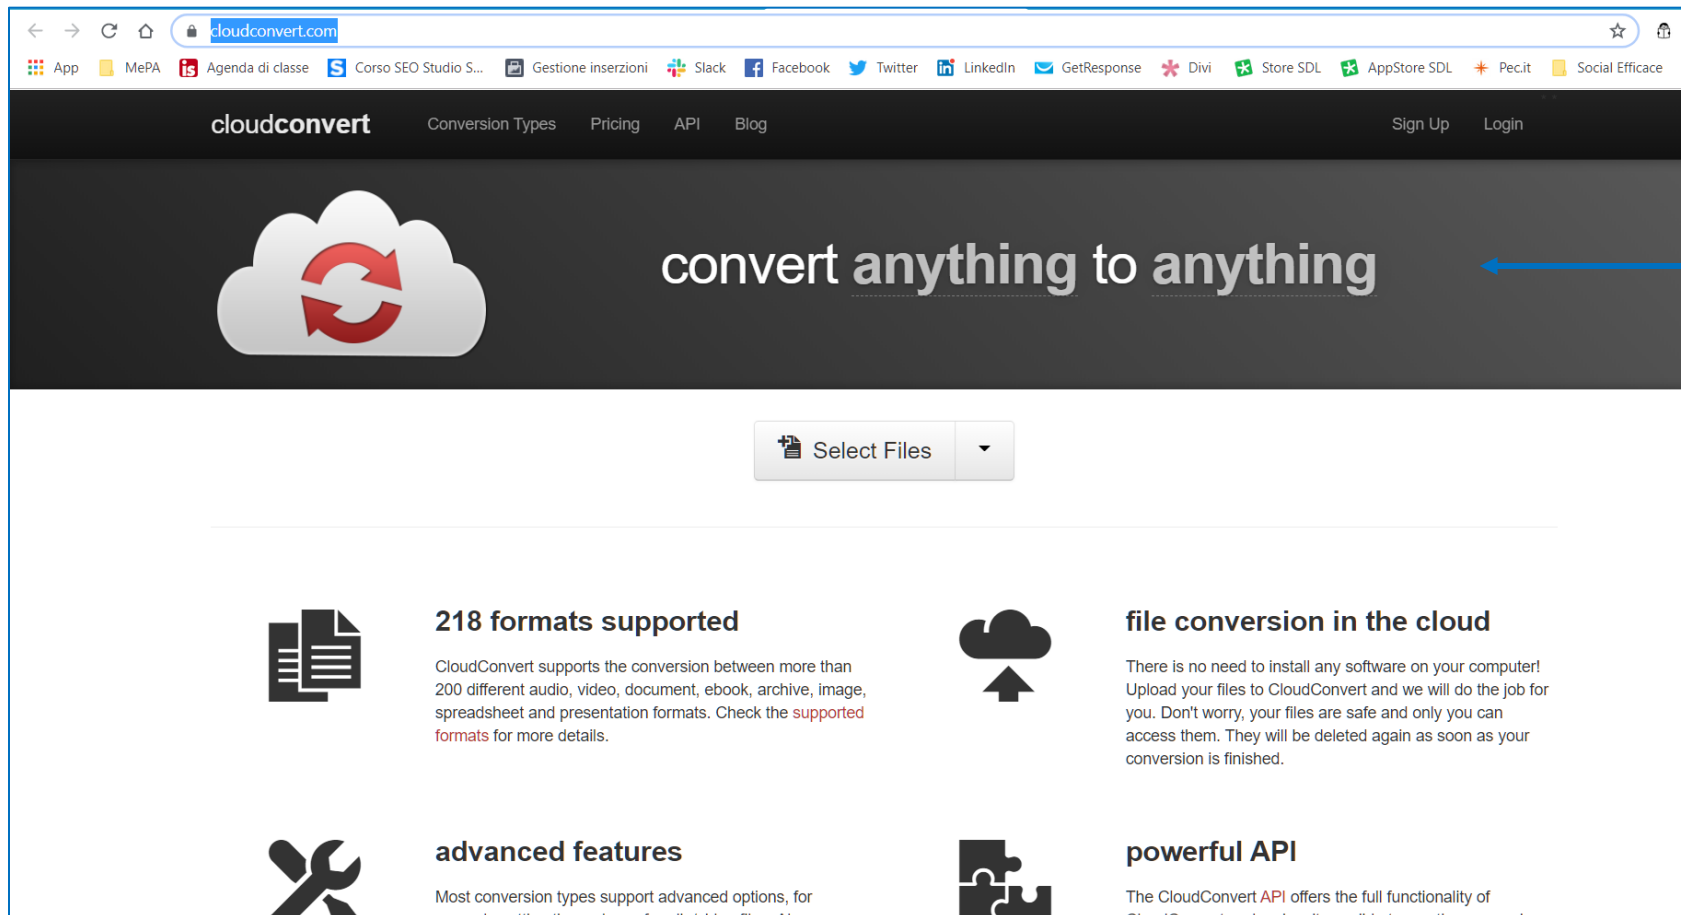 cloudconvert.com
App MePA Agenda di classe Corso SEO Studio S... Gestione inserzioni Slack Facebook Twitter LinkedIn GetResponse Divi Store SDL AppStore SDL Pec.it Social Efficace
cloudconvert Conversion Types Pricing API Blog Sign Up Login
convert anything to anything
Select Files
218 formats supported
CloudConvert supports the conversion between more than
200 different audio, video, document, ebook, archive, image,
spreadsheet and presentation formats. Check the supported
formats for more details.
file conversion in the cloud
There is no need to install any software on your computer!
Upload your files to CloudConvert and we will do the job for
you. Don't worry, your files are safe and only you can
access them. They will be deleted again as soon as your
conversion is finished.
advanced features
Most conversion types support advanced options, for
powerful API
The CloudConvert API offers the full functionality of